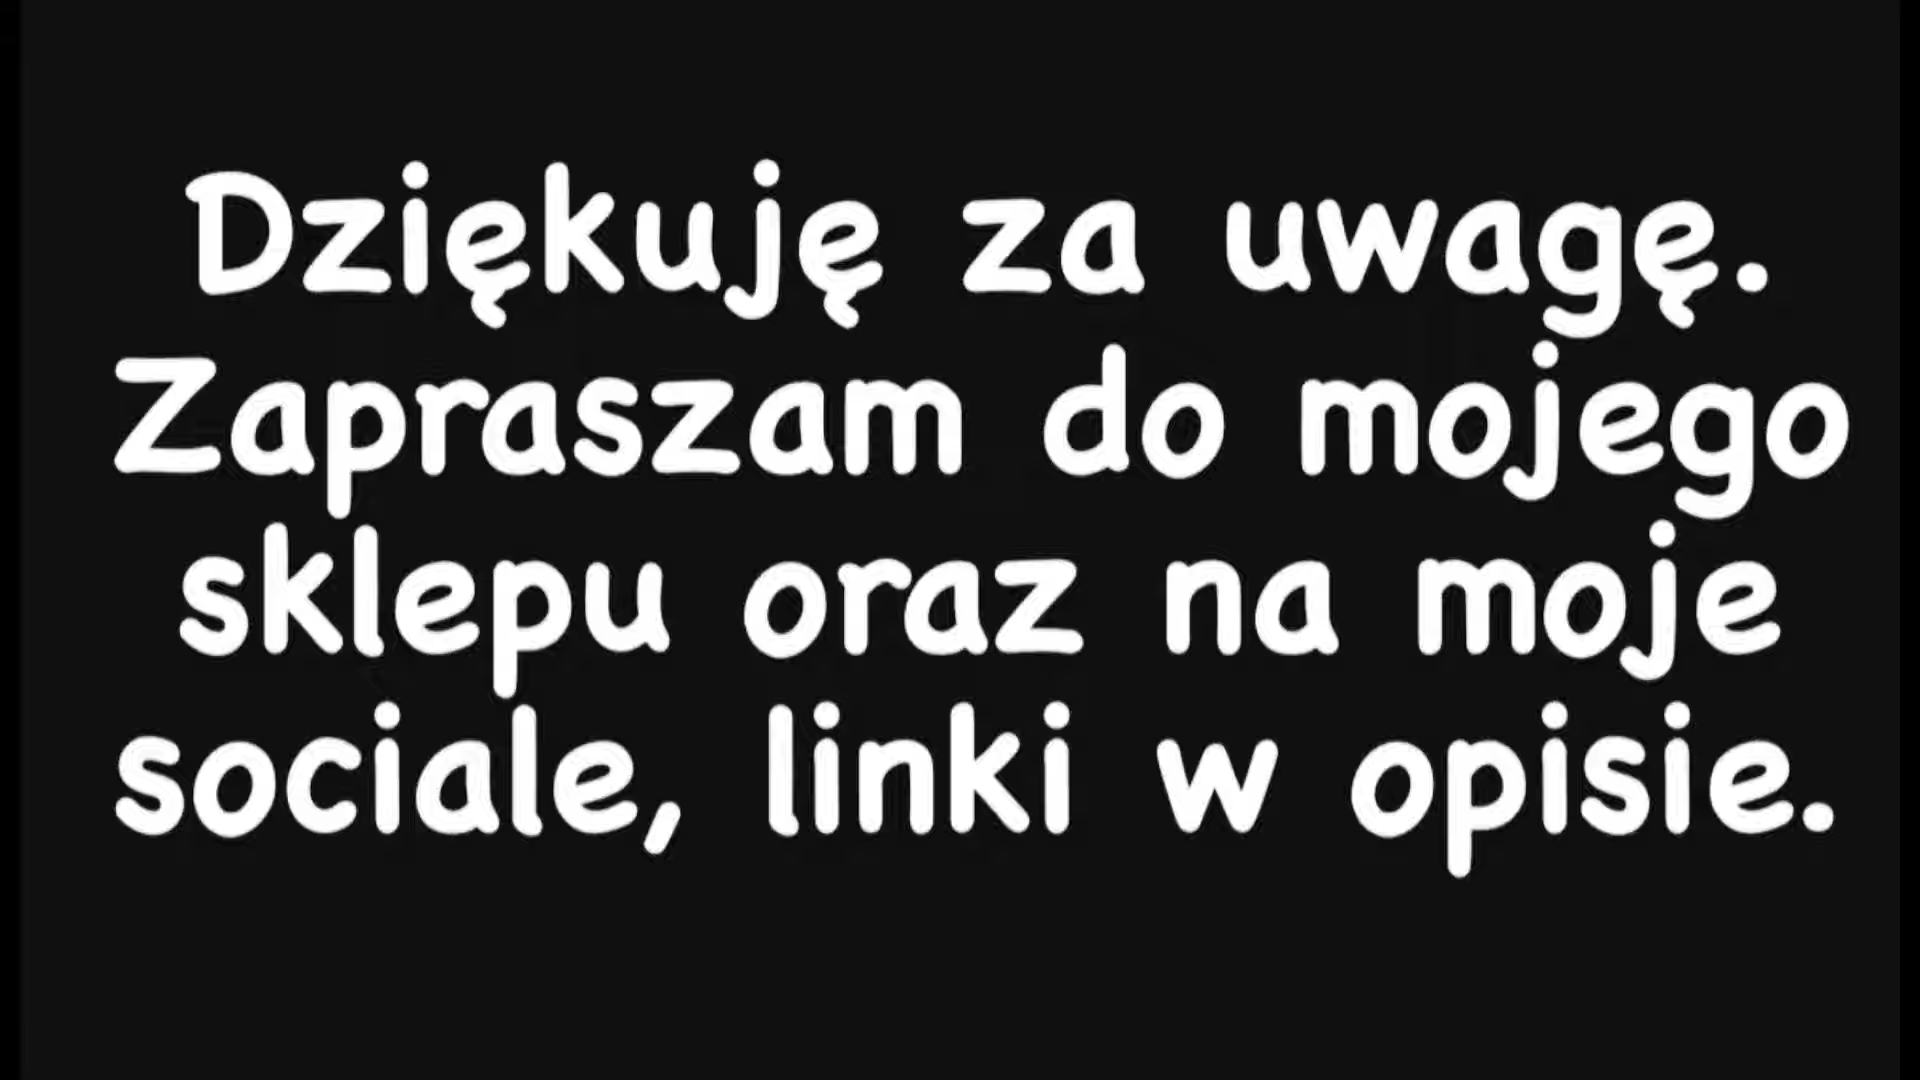 Dziękuję za uwagę.
Zapraszam do mojego
sklepu oraz na moje
sociale, linki w opisie.